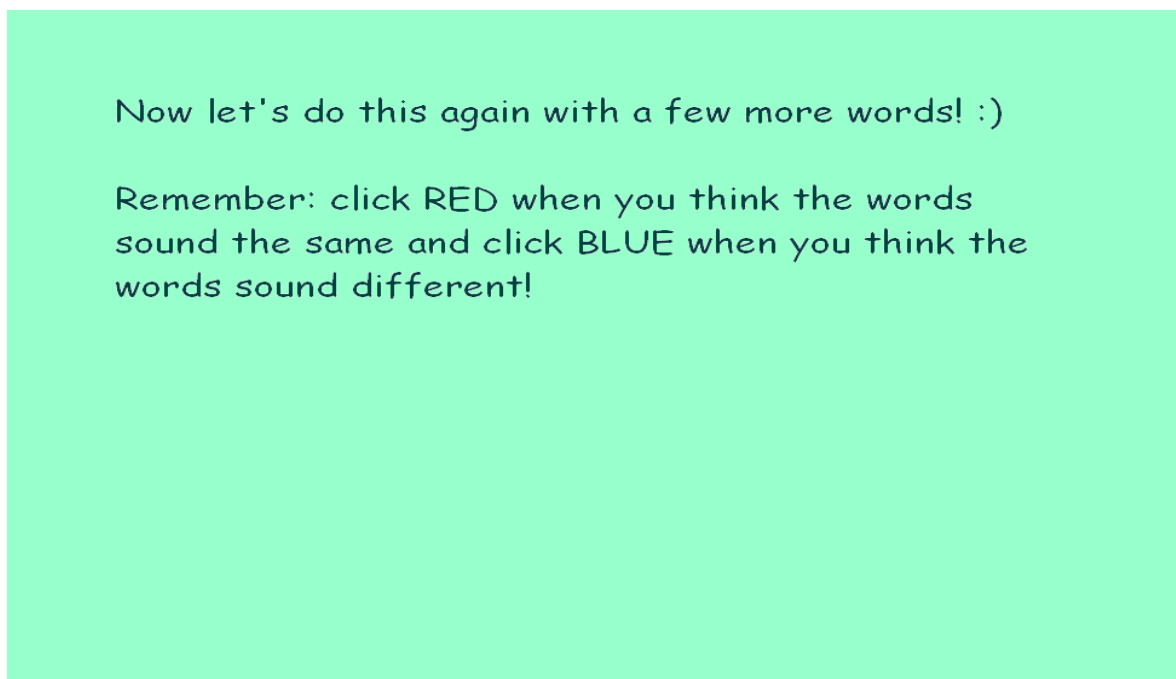 Now let's do this again with a few more words! :)
Remember: click RED when you think the words
sound the same and click BLUE when you think the
words sound different!